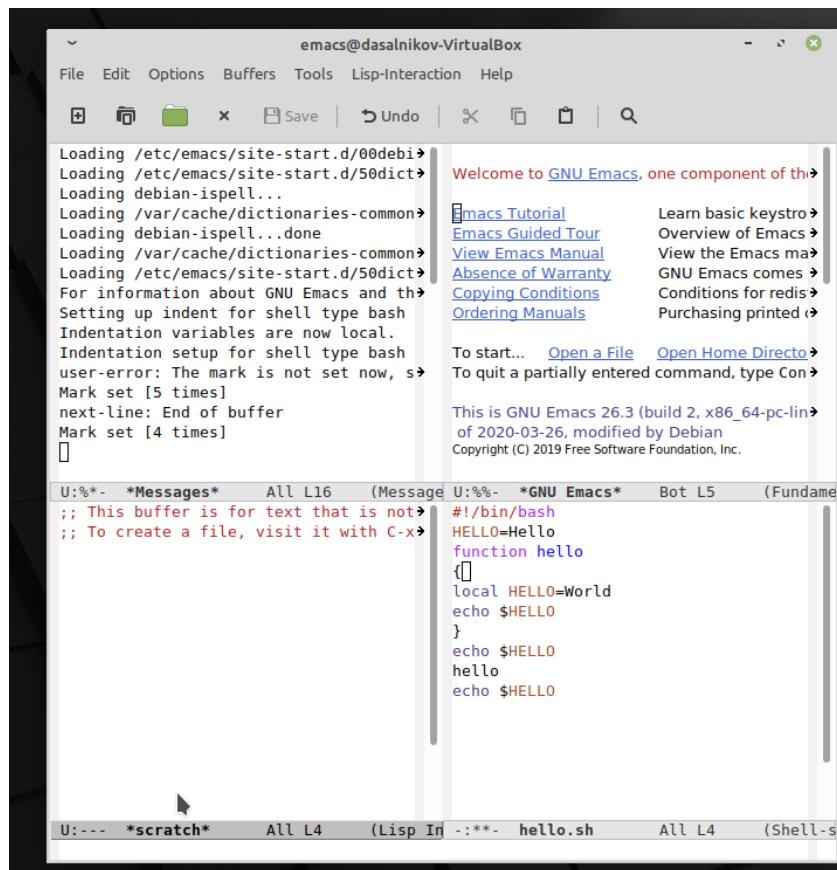 emacs@dasalnikov-VirtualBox
File Edit Options Buffers Tools Lisp-Interaction Help
Save Undo
Loading /etc/emacs/site-start.d/00debi
Loading /etc/emacs/site-start.d/50dict
Loading debian-ispell...
Loading /var/cache/dictionaries-common
Loading debian-ispell...done
Loading /var/cache/dictionaries-common
Loading /etc/emacs/site-start.d/50dict
For information about GNU Emacs and th
Setting up indent for shell type bash
Indentation variables are now local.
Indentation setup for shell type bash
user-error: The mark is not set now, s
Mark set [5 times]
next-line: End of buffer
Mark set [4 times]
U:%*- *Messages* All L16 (Message
Welcome to GNU Emacs, one component of th
Emacs Tutorial Learn basic keystro
Emacs Guided Tour Overview of Emacs
View Emacs Manual View the Emacs ma
Absence of Warranty GNU Emacs comes
Copying Conditions Conditions for redis
Ordering Manuals Purchasing printed
To start... Open a File Open Home Directo
To quit a partially entered command, type Con
This is GNU Emacs 26.3 (build 2, x86_64-pc-lin
of 2020-03-26, modified by Debian
Copyright (C) 2019 Free Software Foundation, Inc.
U:%%- *GNU Emacs* Bot L5 (Fundame
;; This buffer is for text that is not
;; To create a file, visit it with C-x
U:--- *scratch* All L4 (Lisp In
#!/bin/bash
HELLO=Hello
function hello
{
local HELLO=World
echo $HELLO
}
echo $HELLO
hello
echo $HELLO
-:**- hello.sh All L4 (Shell-s